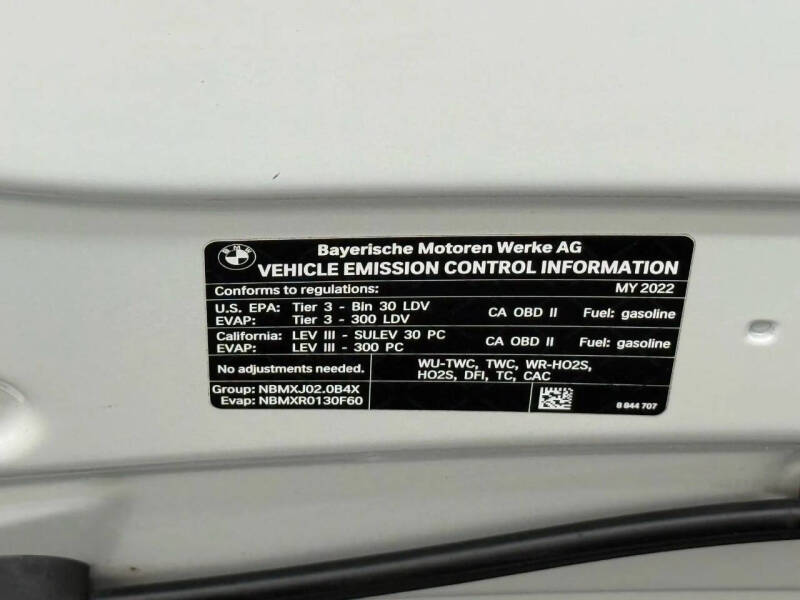 BMW
Bayerische Motoren Werke AG
VEHICLE EMISSION CONTROL INFORMATION
Conforms to regulations: MY 2022
U.S. EPA: Tier 3 - Bin 30 LDV CA OBD II Fuel: gasoline
EVAP: Tier 3 - 300 LDV
California: LEV III - SULEV 30 PC CA OBD II Fuel: gasoline
EVAP: LEV III - 300 PC
No adjustments needed.
WU-TWC, TWC, WR-HO2S,
HO2S, DFI, TC, CAC
Group: NBMXJ02.0B4X
Evap: NBMXR0130F60
8 844 707